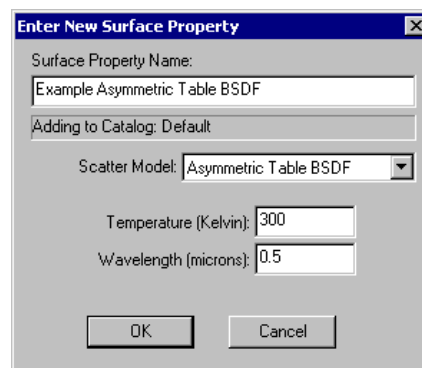 Enter New Surface Property
Surface Property Name:
Example Asymmetric Table BSDF
Adding to Catalog: Default
Scatter Model: Asymmetric Table BSDF
Temperature (Kelvin): 300
Wavelength (microns): 0.5
OK Cancel